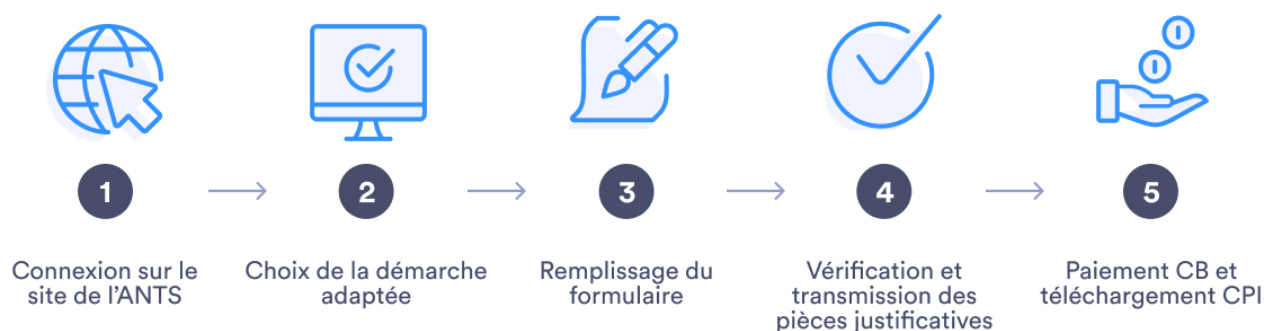 1
2
3
4
5
Connexion sur le
site de l’ANTS
Choix de la démarche
adaptée
Remplissage du
formulaire
Vérification et
transmission des
pièces justificatives
Paiement CB et
téléchargement CPI